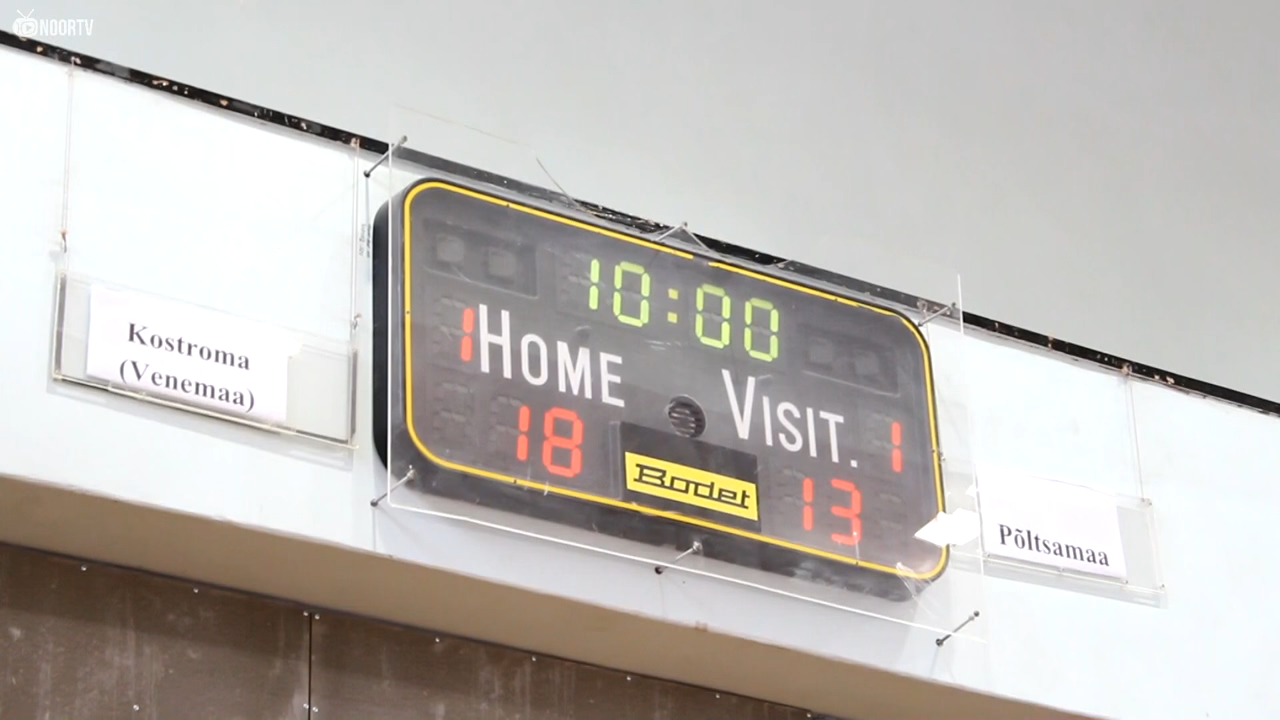 NOORTV
10:00
1 HOME
VISIT. 1
18
13
Bodet
Kostroma
(Venemaa)
Põltsamaa